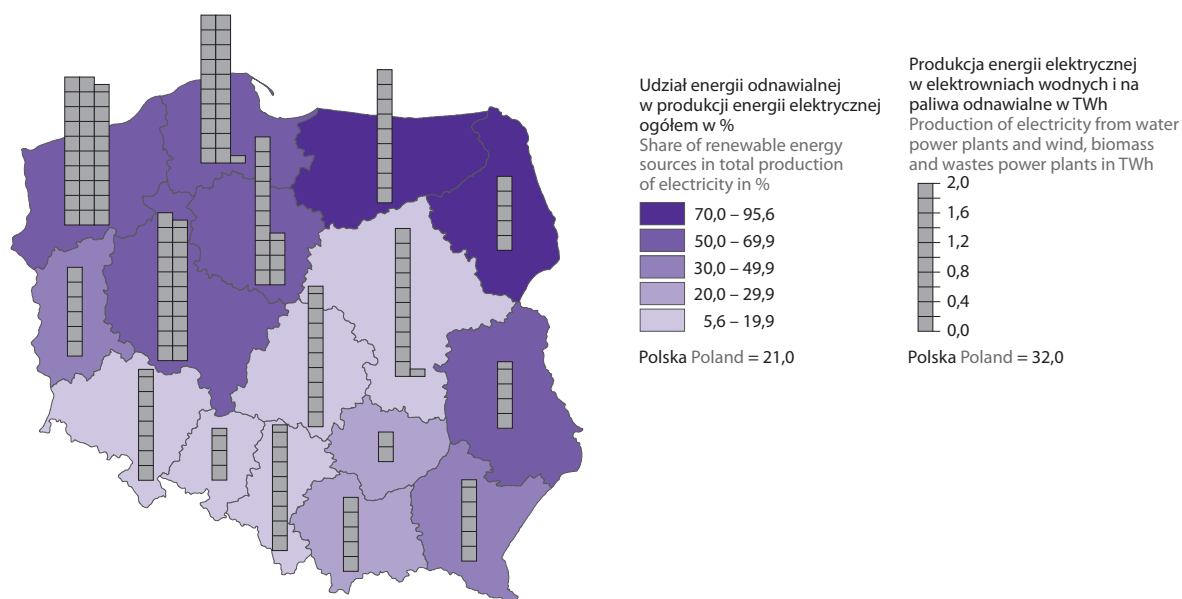 Udział energii odnawialnej
w produkcji energii elektrycznej
ogółem w %
Share of renewable energy
sources in total production
of electricity in %
70,0 – 95,6
50,0 – 69,9
30,0 – 49,9
20,0 – 29,9
5,6 – 19,9
Polska Poland = 21,0
Produkcja energii elektrycznej
w elektrowniach wodnych i na
paliwa odnawialne w TWh
Production of electricity from water
power plants and wind, biomass
and wastes power plants in TWh
2,0
1,6
1,2
0,8
0,4
0,0
Polska Poland = 32,0